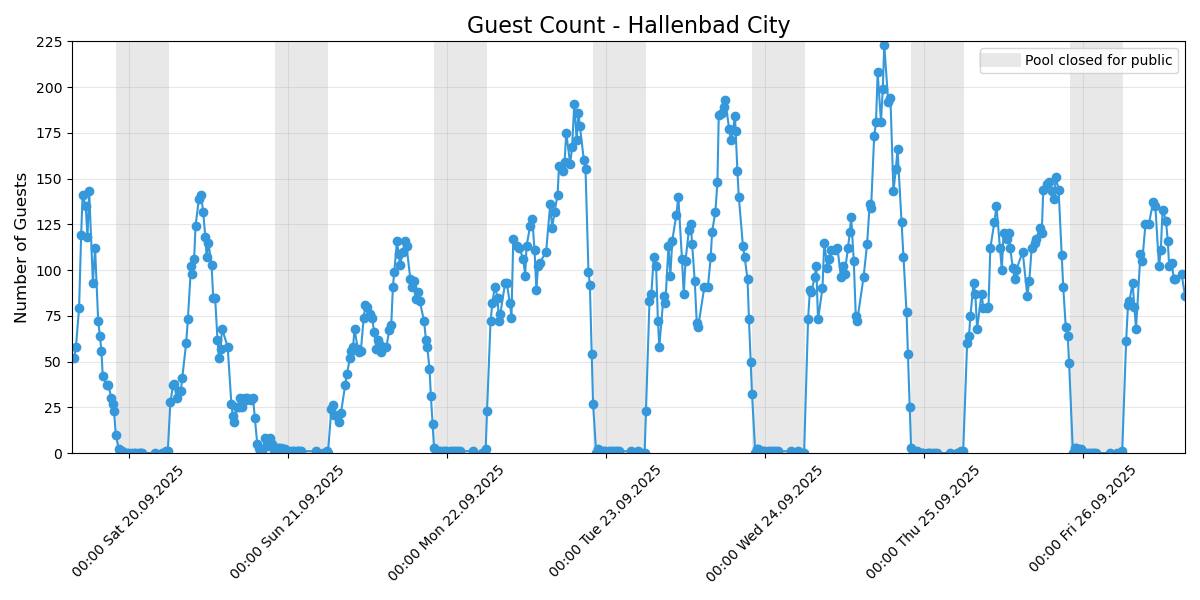 Guest Count - Hallenbad City
Pool closed for public
Number of Guests
225
200
175
150
125
100
75
50
25
0
00:00 Sat 20.09.2025
00:00 Sun 21.09.2025
00:00 Mon 22.09.2025
00:00 Tue 23.09.2025
00:00 Wed 24.09.2025
00:00 Thu 25.09.2025
00:00 Fri 26.09.2025